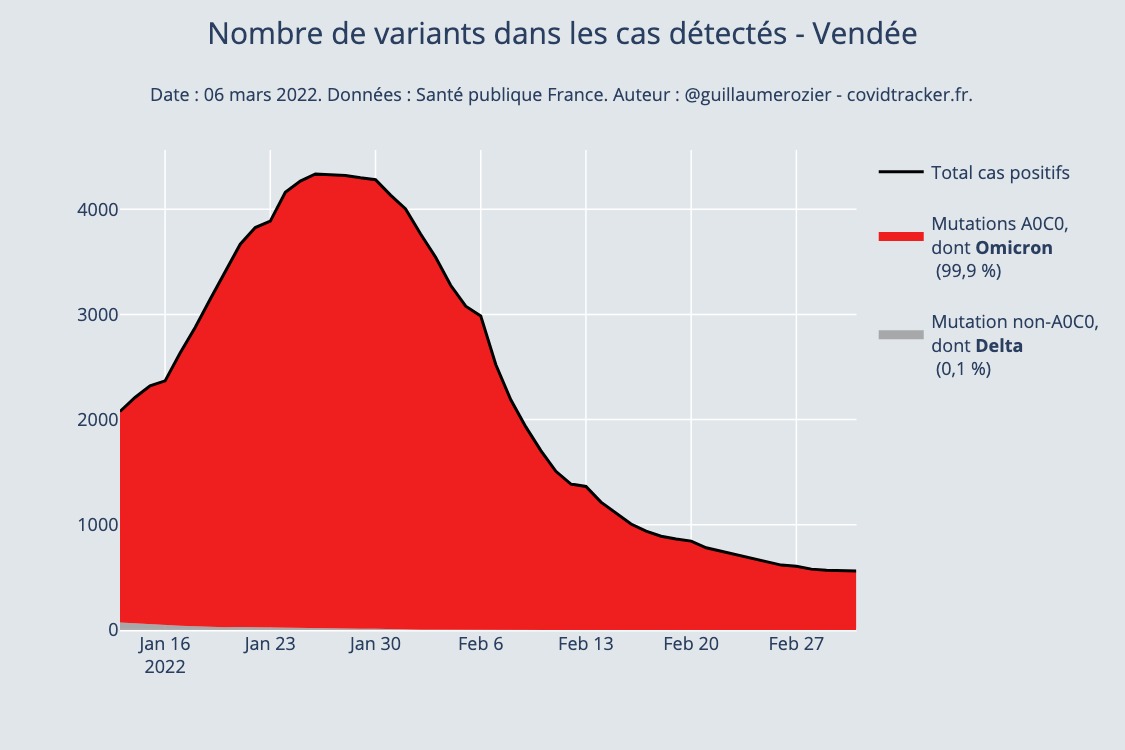 Nombre de variants dans les cas détectés - Vendée
Date : 06 mars 2022. Données : Santé publique France. Auteur : @guillaumerozier - covidtracker.fr.
Total cas positifs
Mutations A0C0,
dont Omicron
(99,9 %)
Mutation non-A0C0,
dont Delta
(0,1 %)
4000
3000
2000
1000
0
Jan 16
2022
Jan 23
Jan 30
Feb 6
Feb 13
Feb 20
Feb 27